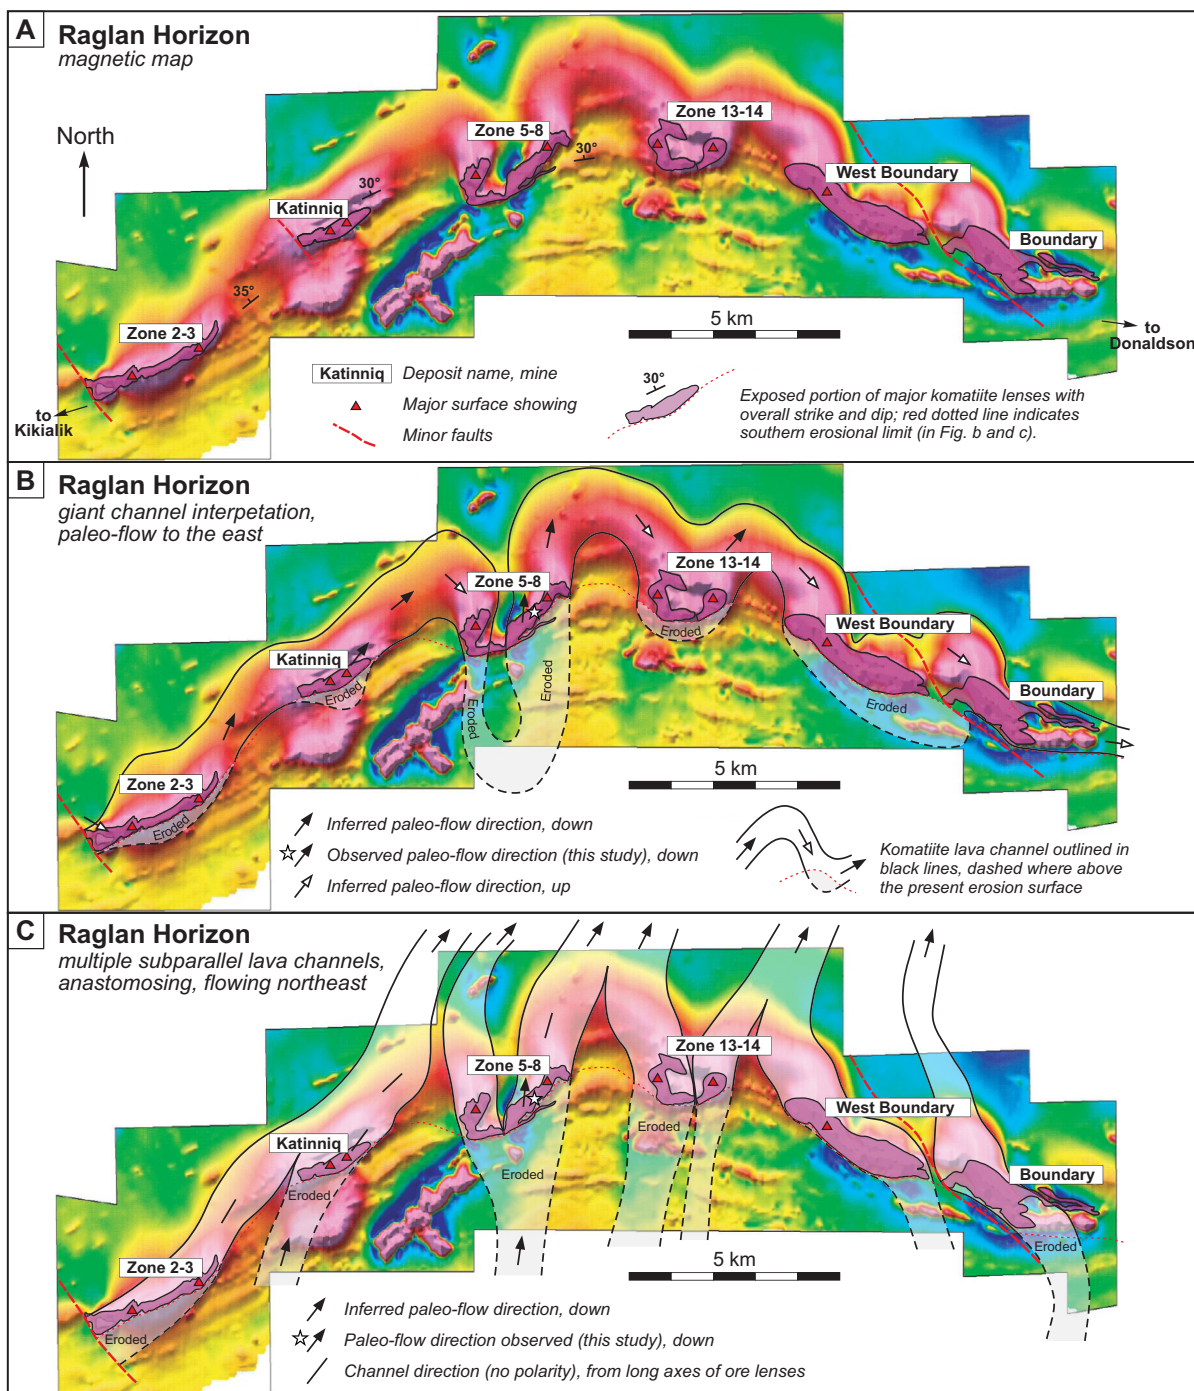 A
Raglan Horizon
magnetic map
North
Zone 5-8
Zone 13-14
30°
30°
Katinniq
West Boundary
Boundary
35°
Zone 2-3
to
Kikialik
to
Donaldson
5 km
Katinniq
Deposit name, mine
Major surface showing
Minor faults
30°
Exposed portion of major komatiite lenses with
overall strike and dip; red dotted line indicates
southern erosional limit (in Fig. b and c).
B
Raglan Horizon
giant channel interpetation,
paleo-flow to the east
Zone 5-8
Zone 13-14
Eroded
West Boundary
Katinniq
Eroded
Eroded
Eroded
Eroded
Boundary
Zone 2-3
Eroded
5 km
Inferred paleo-flow direction, down
Observed paleo-flow direction (this study), down
Inferred paleo-flow direction, up
Komatiite lava channel outlined in
black lines, dashed where above
the present erosion surface
C
Raglan Horizon
multiple subparallel lava channels,
anastomosing, flowing northeast
Zone 5-8
Zone 13-14
West Boundary
Katinniq
Eroded
Eroded
Eroded
Boundary
Zone 2-3
Eroded
Eroded
5 km
Inferred paleo-flow direction, down
Paleo-flow direction observed (this study), down
Channel direction (no polarity), from long axes of ore lenses